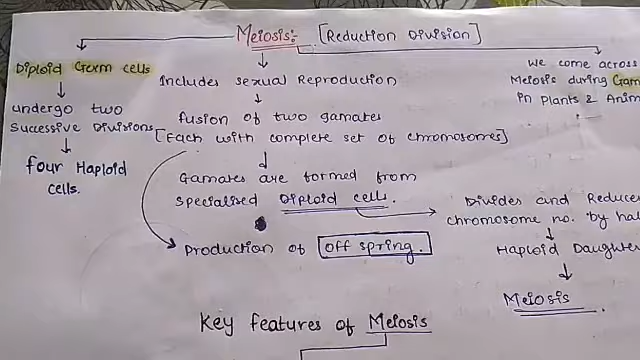 Meiosis:- [Reduction Division]
Diploid Germ cells
undergo two
Successive Divisions
four Haploid
cells.
Includes sexual Reproduction
fusion of two gamates
[Each with complete set of chromosomes]
Gamates are formed from
specialised Diploid cells.
Production of off spring.
we come across
Meiosis during Gam
in plants & Anim
Divides and Reduce
chromosome no. by hal
Haploid Daughter
Meiosis
Key features of Meiosis